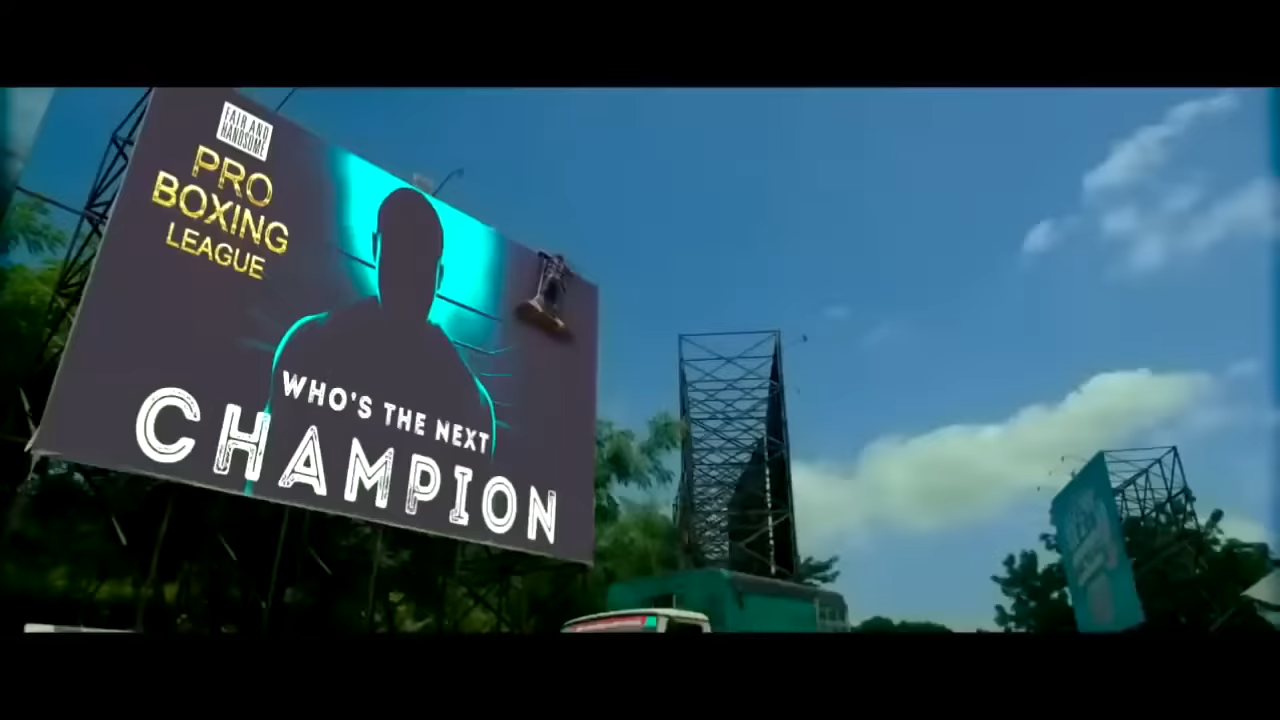 FAIR AND
HANDSOME
PRO
BOXING
LEAGUE
WHO'S THE NEXT
CHAMPION